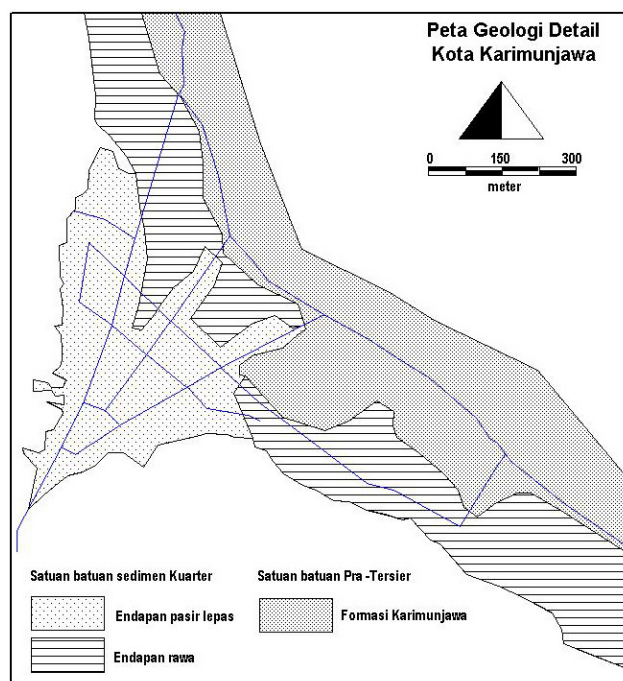 Peta Geologi Detail
Kota Karimunjawa
0 150 300
meter
Satuan batuan sedimen Kuarter
Endapan pasir lepas
Endapan rawa
Satuan batuan Pra -Tersier
Formasi Karimunjawa